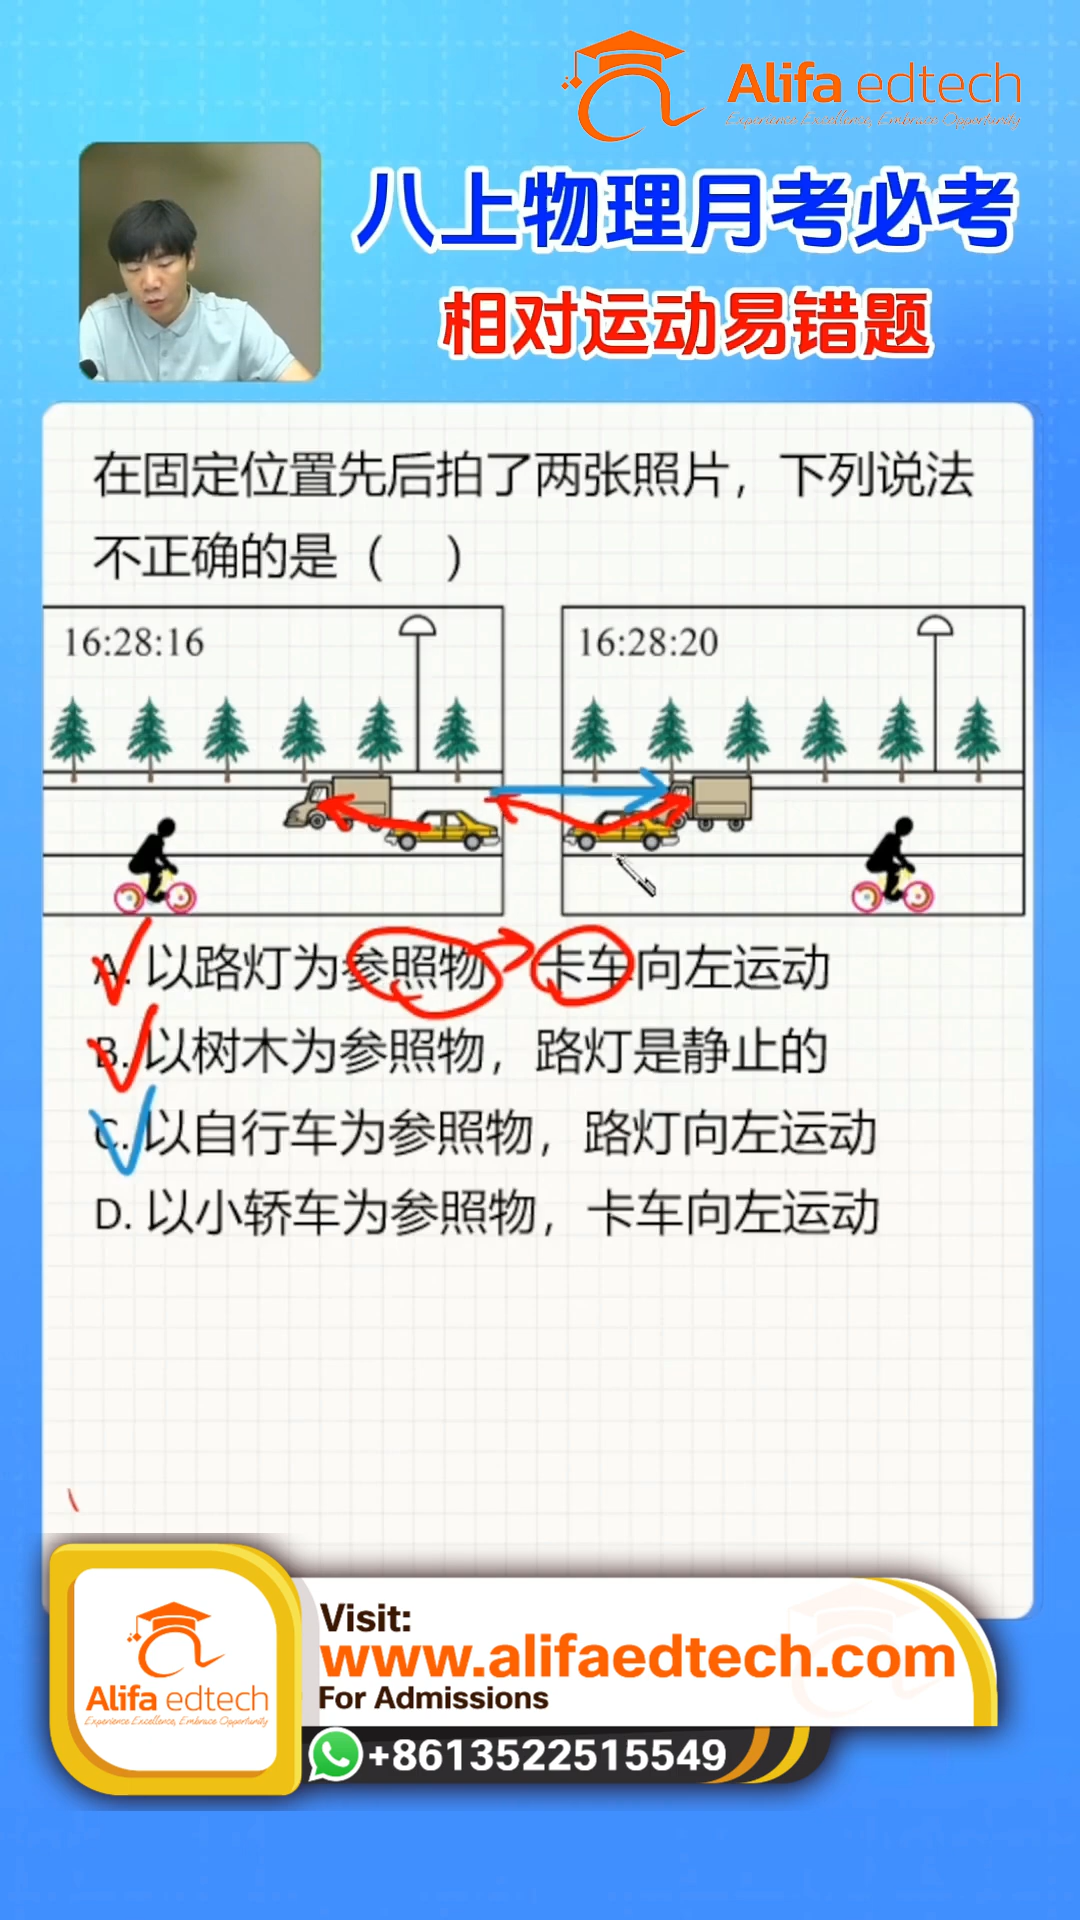 Alifa edtech
Experience Excellence, Embrace Opportunity
八上物理月考必考
相对运动易错题
在固定位置先后拍了两张照片，下列说法
不正确的是（ ）
16:28:16
16:28:20
A. 以路灯为参照物 卡车向左运动
B. 以树木为参照物，路灯是静止的
C. 以自行车为参照物，路灯向左运动
D. 以小轿车为参照物，卡车向左运动
Visit:
www.alifaedtech.com
For Admissions
Alifa edtech
Experience Excellence, Embrace Opportunity
+8613522515549